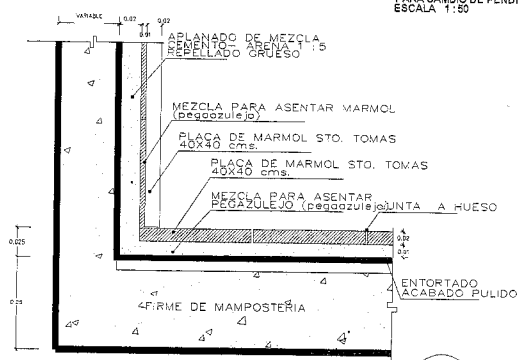 PARA CAMBIO DE PENDI
ESCALA 1:50
VARIABLE
0.02
0.01
0.02
APLANADO DE MEZCLA
CEMENTO- ARENA 1:5
REPELLADO GRUESO
MEZCLA PARA ASENTAR MARMOL
(pegaazulejo)
PLACA DE MARMOL STO. TOMAS
40X40 cms.
PLACA DE MARMOL STO. TOMAS
40X40 cms.
MEZCLA PARA ASENTAR
PEGAZULEJO (pegaazulejo)
JUNTA A HUESO
0.025
0.02
0.01
ENTORTADO
ACABADO PULIDO
FIRME DE MAMPOSTERIA